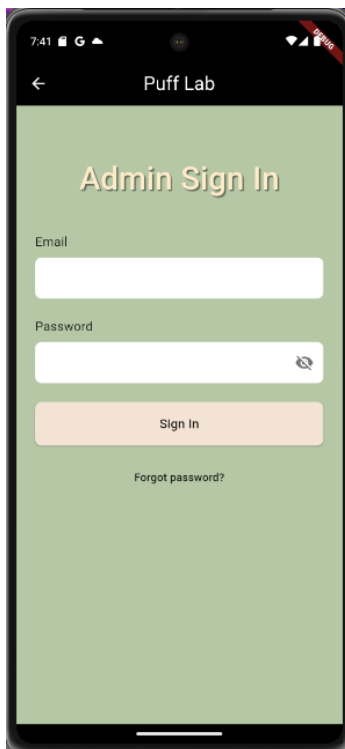 7:41 G
DEBUG
Puff Lab
Admin Sign In
Email
Password
Sign In
Forgot password?